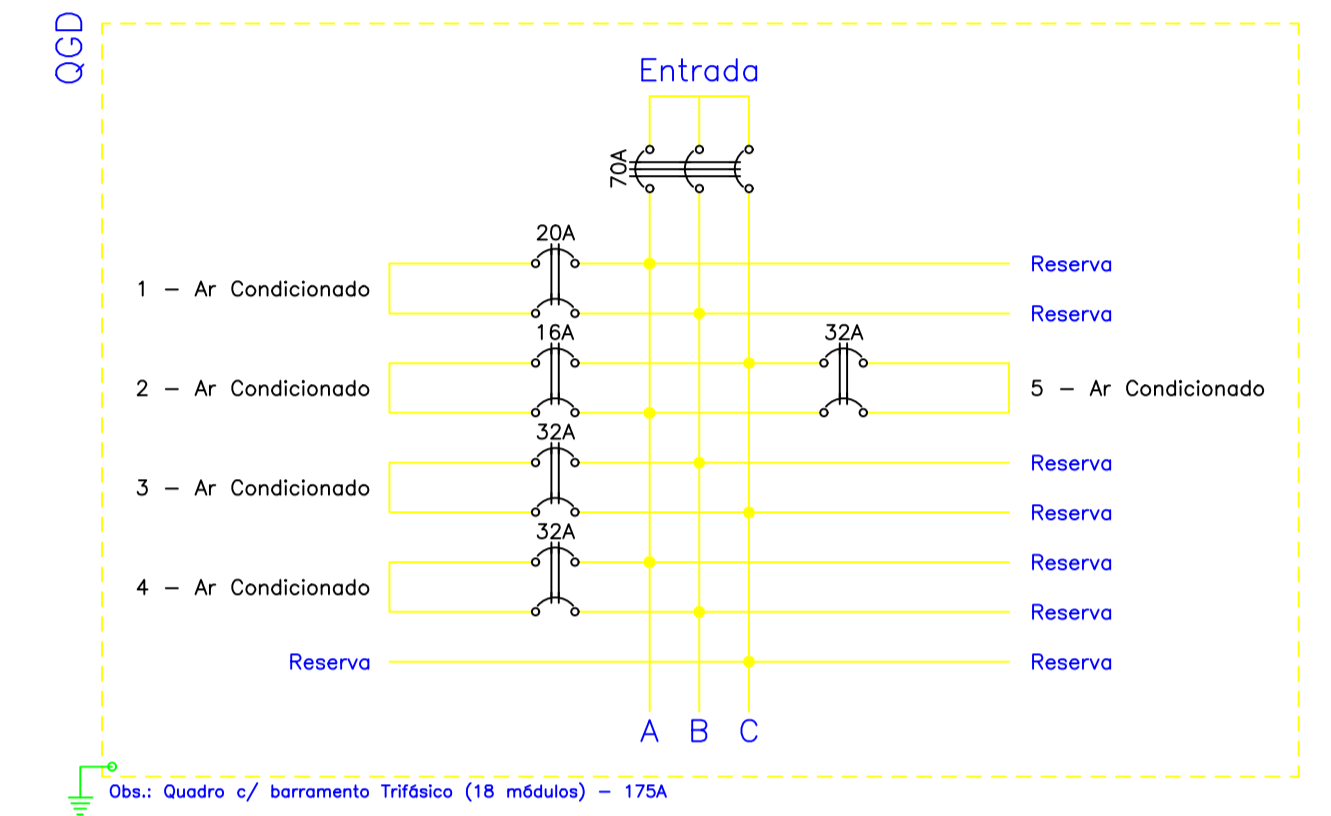 QGD
Entrada
70A
20A
1 - Ar Condicionado
Reserva
Reserva
16A
32A
2 - Ar Condicionado
5 - Ar Condicionado
32A
3 - Ar Condicionado
Reserva
Reserva
32A
4 - Ar Condicionado
Reserva
Reserva
Reserva
Reserva
A B C
Obs.: Quadro c/ barramento Trifásico (18 módulos) - 175A